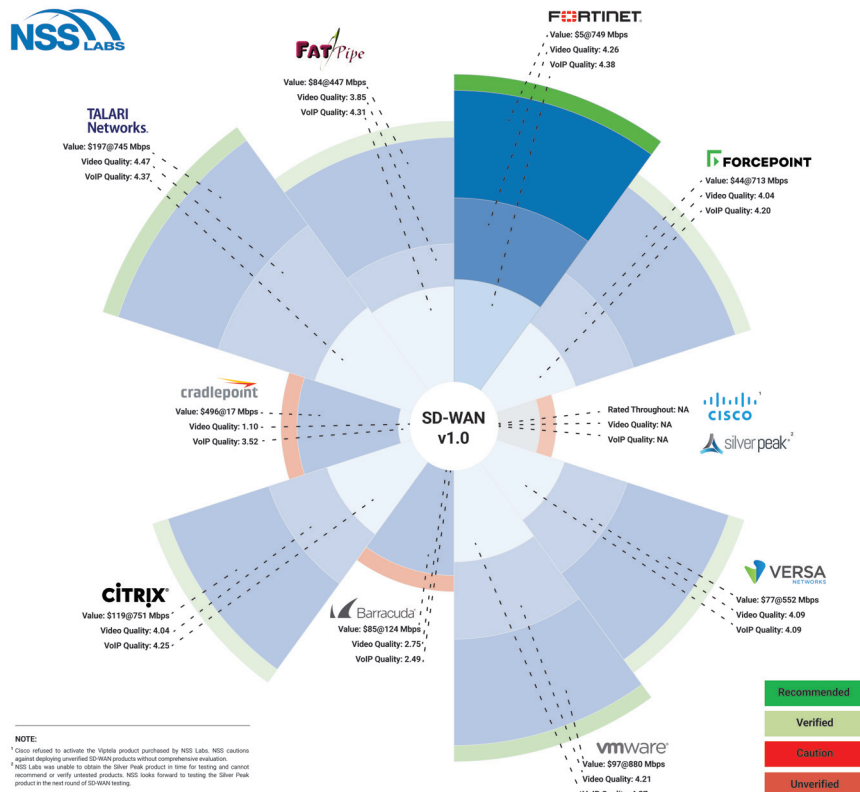 NSS LABS
FORTINET
Value: $5@749 Mbps
Video Quality: 4.26
VoIP Quality: 4.38
FATPipe
Value: $84@447 Mbps
Video Quality: 3.85
VoIP Quality: 4.31
TALARI
Networks.
Value: $197@745 Mbps
Video Quality: 4.47
VoIP Quality: 4.37
FORCEPOINT
Value: $44@713 Mbps
Video Quality: 4.04
VoIP Quality: 4.20
cradlepoint
Value: $496@17 Mbps
Video Quality: 1.10
VoIP Quality: 3.52
SD-WAN
v1.0
Rated Throughout: NA
Video Quality: NA
VoIP Quality: NA
CISCO 1
silver peak 2
CİTRIX®
Value: $119@751 Mbps
Video Quality: 4.04
VoIP Quality: 4.25
Barracuda
Value: $85@124 Mbps
Video Quality: 2.75
VoIP Quality: 2.49
VERSA
NETWORKS
Value: $77@552 Mbps
Video Quality: 4.09
VoIP Quality: 4.09
vmware®
Value: $97@880 Mbps
Video Quality: 4.21
Recommended
Verified
Caution
Unverified
NOTE:
1 Cisco refused to activate the Viptela product purchased by NSS Labs. NSS cautions
against deploying unverified SD-WAN products without comprehensive evaluation.
2 NSS Labs was unable to obtain the Silver Peak product in time for testing and cannot
recommend or verify untested products. NSS looks forward to testing the Silver Peak
product in the next round of SD-WAN testing.